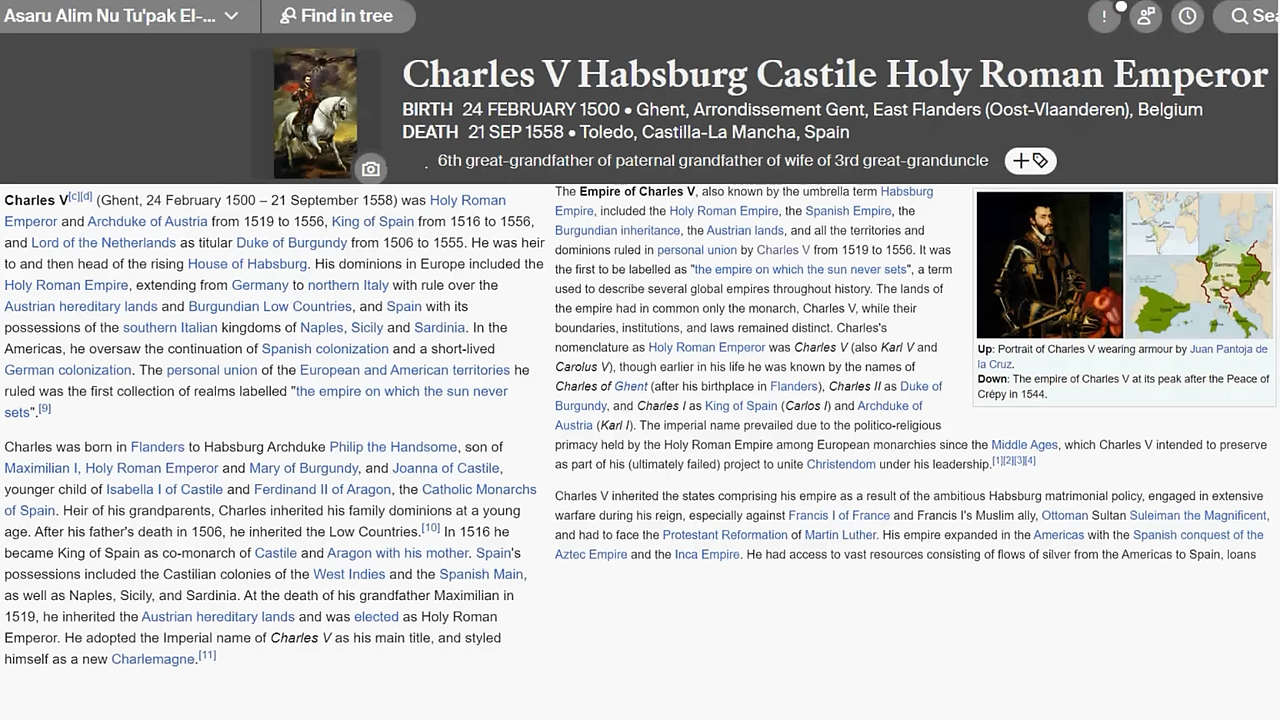 Asaru Alim Nu Tu'pak El-...
Find in tree
!
Sea
Charles V Habsburg Castile Holy Roman Emperor
BIRTH 24 FEBRUARY 1500 • Ghent, Arrondissement Gent, East Flanders (Oost-Vlaanderen), Belgium
DEATH 21 SEP 1558 • Toledo, Castilla-La Mancha, Spain
. 6th great-grandfather of paternal grandfather of wife of 3rd great-granduncle
Charles V[c][d] (Ghent, 24 February 1500 – 21 September 1558) was Holy Roman
Emperor and Archduke of Austria from 1519 to 1556, King of Spain from 1516 to 1556,
and Lord of the Netherlands as titular Duke of Burgundy from 1506 to 1555. He was heir
to and then head of the rising House of Habsburg. His dominions in Europe included the
Holy Roman Empire, extending from Germany to northern Italy with rule over the
Austrian hereditary lands and Burgundian Low Countries, and Spain with its
possessions of the southern Italian kingdoms of Naples, Sicily and Sardinia. In the
Americas, he oversaw the continuation of Spanish colonization and a short-lived
German colonization. The personal union of the European and American territories he
ruled was the first collection of realms labelled "the empire on which the sun never
sets".[9]
Charles was born in Flanders to Habsburg Archduke Philip the Handsome, son of
Maximilian I, Holy Roman Emperor and Mary of Burgundy, and Joanna of Castile,
younger child of Isabella I of Castile and Ferdinand II of Aragon, the Catholic Monarchs
of Spain. Heir of his grandparents, Charles inherited his family dominions at a young
age. After his father's death in 1506, he inherited the Low Countries.[10] In 1516 he
became King of Spain as co-monarch of Castile and Aragon with his mother. Spain's
possessions included the Castilian colonies of the West Indies and the Spanish Main,
as well as Naples, Sicily, and Sardinia. At the death of his grandfather Maximilian in
1519, he inherited the Austrian hereditary lands and was elected as Holy Roman
Emperor. He adopted the Imperial name of Charles V as his main title, and styled
himself as a new Charlemagne.[11]
The Empire of Charles V, also known by the umbrella term Habsburg
Empire, included the Holy Roman Empire, the Spanish Empire, the
Burgundian inheritance, the Austrian lands, and all the territories and
dominions ruled in personal union by Charles V from 1519 to 1556. It was
the first to be labelled as "the empire on which the sun never sets", a term
used to describe several global empires throughout history. The lands of
the empire had in common only the monarch, Charles V, while their
boundaries, institutions, and laws remained distinct. Charles's
nomenclature as Holy Roman Emperor was Charles V (also Karl V and
Carolus V), though earlier in his life he was known by the names of
Charles of Ghent (after his birthplace in Flanders), Charles II as Duke of
Burgundy, and Charles I as King of Spain (Carlos I) and Archduke of
Austria (Karl I). The imperial name prevailed due to the politico-religious
primacy held by the Holy Roman Empire among European monarchies since the Middle Ages, which Charles V intended to preserve
as part of his (ultimately failed) project to unite Christendom under his leadership.[1][2][3][4]
Charles V inherited the states comprising his empire as a result of the ambitious Habsburg matrimonial policy, engaged in extensive
warfare during his reign, especially against Francis I of France and Francis I's Muslim ally, Ottoman Sultan Suleiman the Magnificent,
and had to face the Protestant Reformation of Martin Luther. His empire expanded in the Americas with the Spanish conquest of the
Aztec Empire and the Inca Empire. He had access to vast resources consisting of flows of silver from the Americas to Spain, loans
Up: Portrait of Charles V wearing armour by Juan Pantoja de
la Cruz.
Down: The empire of Charles V at its peak after the Peace of
Crépy in 1544.